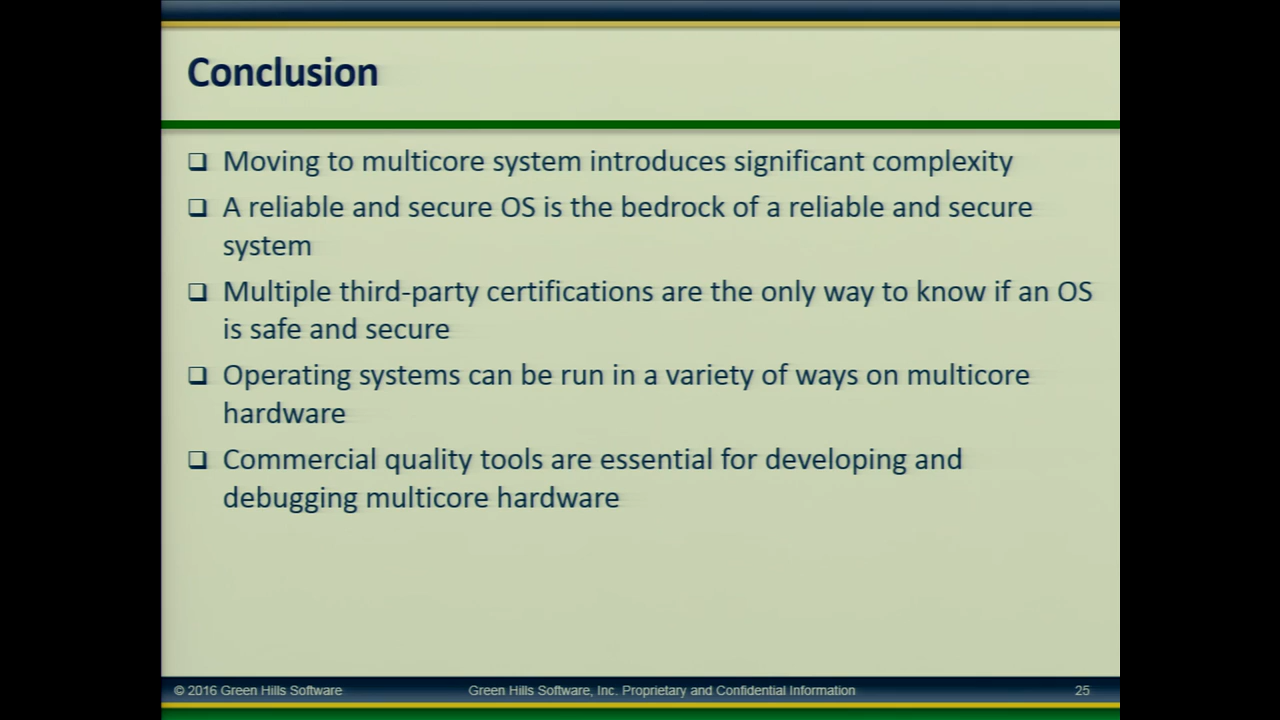 Conclusion
❑ Moving to multicore system introduces significant complexity
❑ A reliable and secure OS is the bedrock of a reliable and secure
system
❑ Multiple third-party certifications are the only way to know if an OS
is safe and secure
❑ Operating systems can be run in a variety of ways on multicore
hardware
❑ Commercial quality tools are essential for developing and
debugging multicore hardware
© 2016 Green Hills Software Green Hills Software, Inc. Proprietary and Confidential Information 25